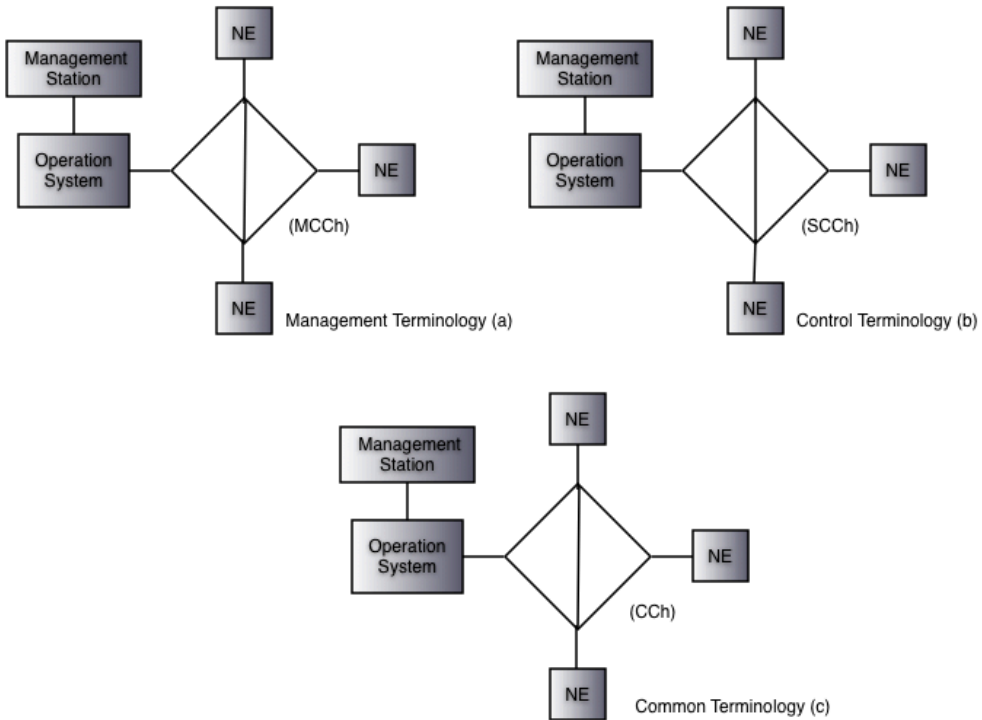 NE
Management
Station
Operation
System
NE
(MCCh)
NE
Management Terminology (a)
NE
Management
Station
Operation
System
NE
(SCCh)
NE
Control Terminology (b)
NE
Management
Station
Operation
System
NE
(CCh)
NE
Common Terminology (c)